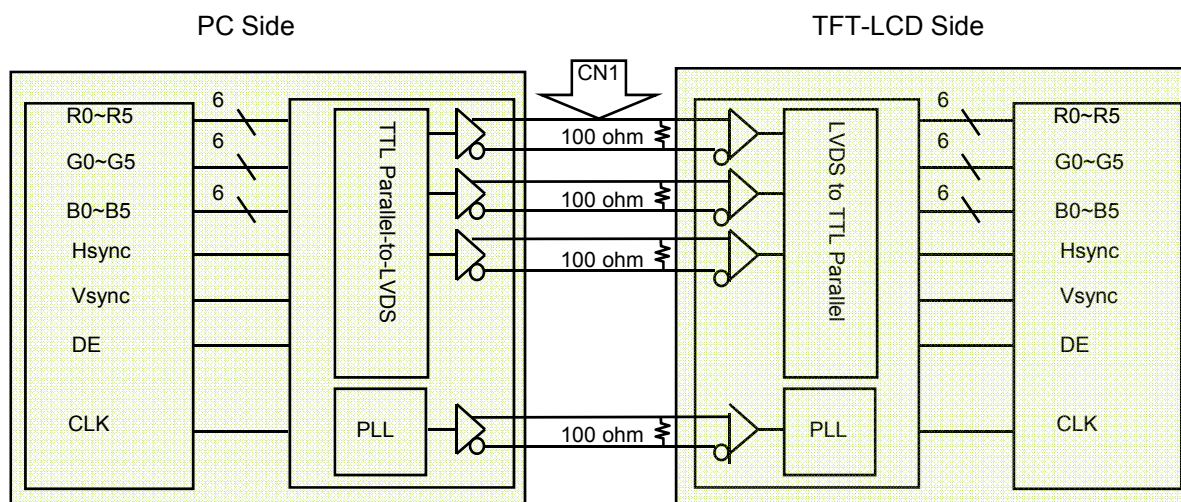 PC Side
TFT-LCD Side
CN1
R0~R5
6
G0~G5
6
B0~B5
6
Hsync
Vsync
DE
CLK
TTL Parallel-to-LVDS
PLL
100 ohm
100 ohm
100 ohm
100 ohm
LVDS to TTL Parallel
PLL
6
R0~R5
6
G0~G5
6
B0~B5
Hsync
Vsync
DE
CLK